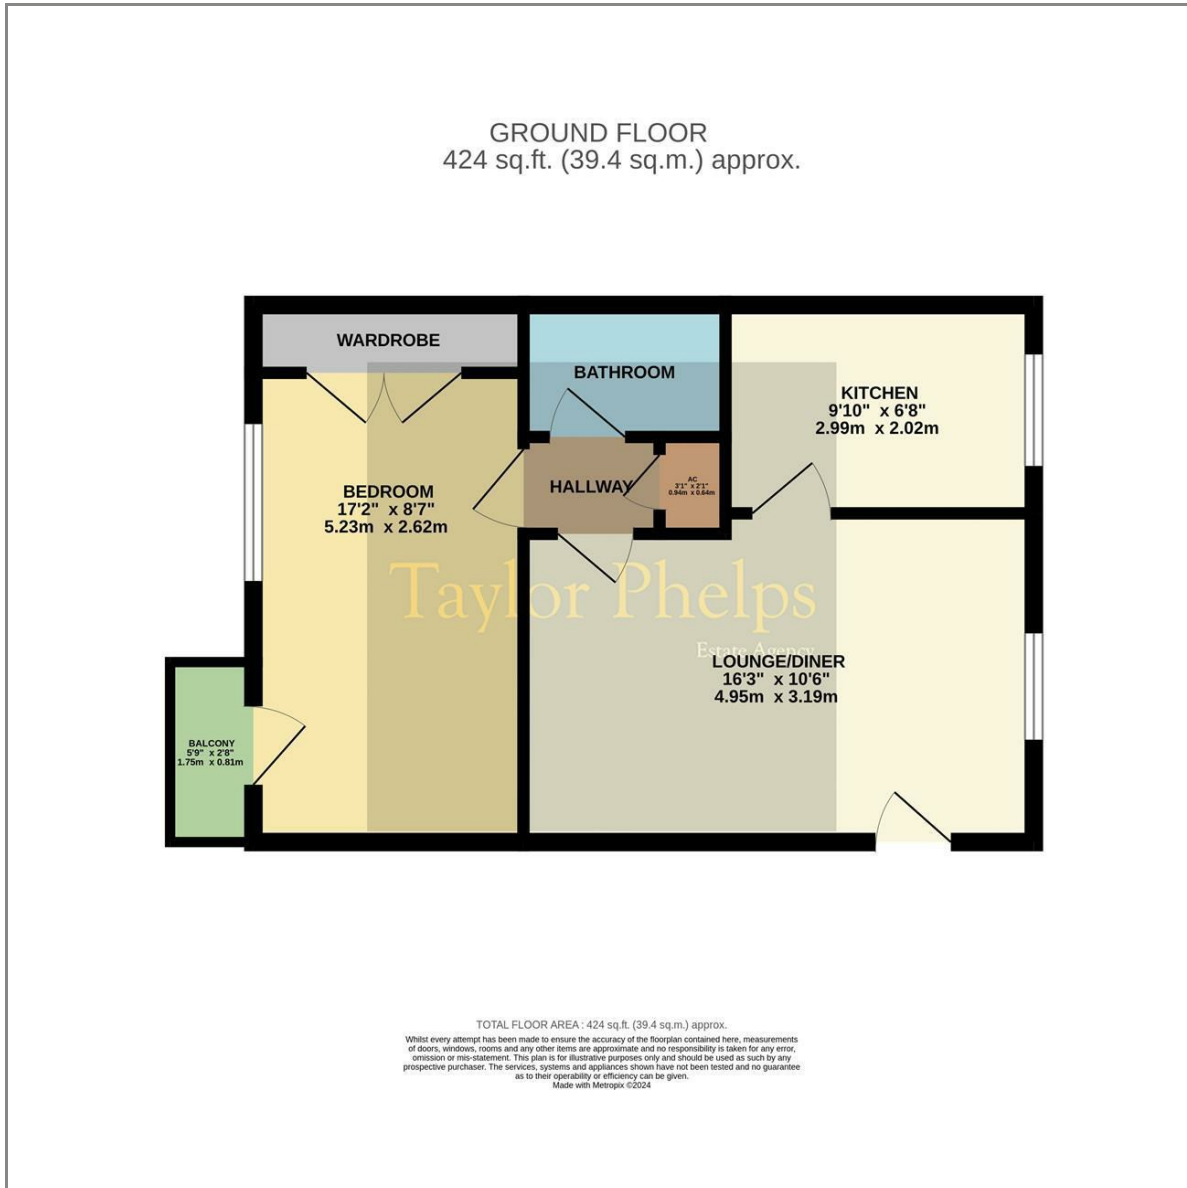 GROUND FLOOR
424 sq.ft. (39.4 sq.m.) approx.
WARDROBE
BATHROOM
KITCHEN
9'10" x 6'8"
2.99m x 2.02m
HALLWAY
AC
3'1" x 2'1"
0.94m x 0.64m
BEDROOM
17'2" x 8'7"
5.23m x 2.62m
Taylor Phelps
Estate Agency
LOUNGE/DINER
16'3" x 10'6"
4.95m x 3.19m
BALCONY
5'9" x 2'8"
1.75m x 0.81m
TOTAL FLOOR AREA : 424 sq.ft. (39.4 sq.m.) approx.
Whilst every attempt has been made to ensure the accuracy of the floorplan contained here, measurements
of doors, windows, rooms and any other items are approximate and no responsibility is taken for any error,
omission or mis-statement. This plan is for illustrative purposes only and should be used as such by any
prospective purchaser. The services, systems and appliances shown have not been tested and no guarantee
as to their operability or efficiency can be given.
Made with Metropix ©2024